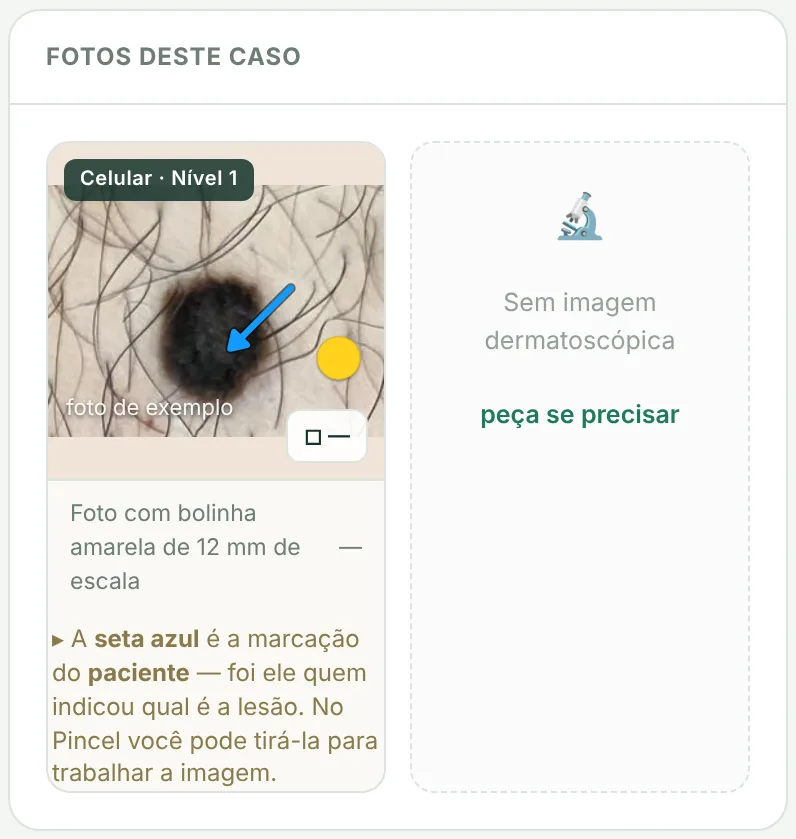 FOTOS DESTE CASO
Celular · Nível 1
foto de exemplo
Foto com bolinha
amarela de 12 mm de —
escala
▸ A seta azul é a marcação
do paciente — foi ele quem
indicou qual é a lesão. No
Pincel você pode tirá-la para
trabalhar a imagem.
Sem imagem
dermatoscópica
peça se precisar